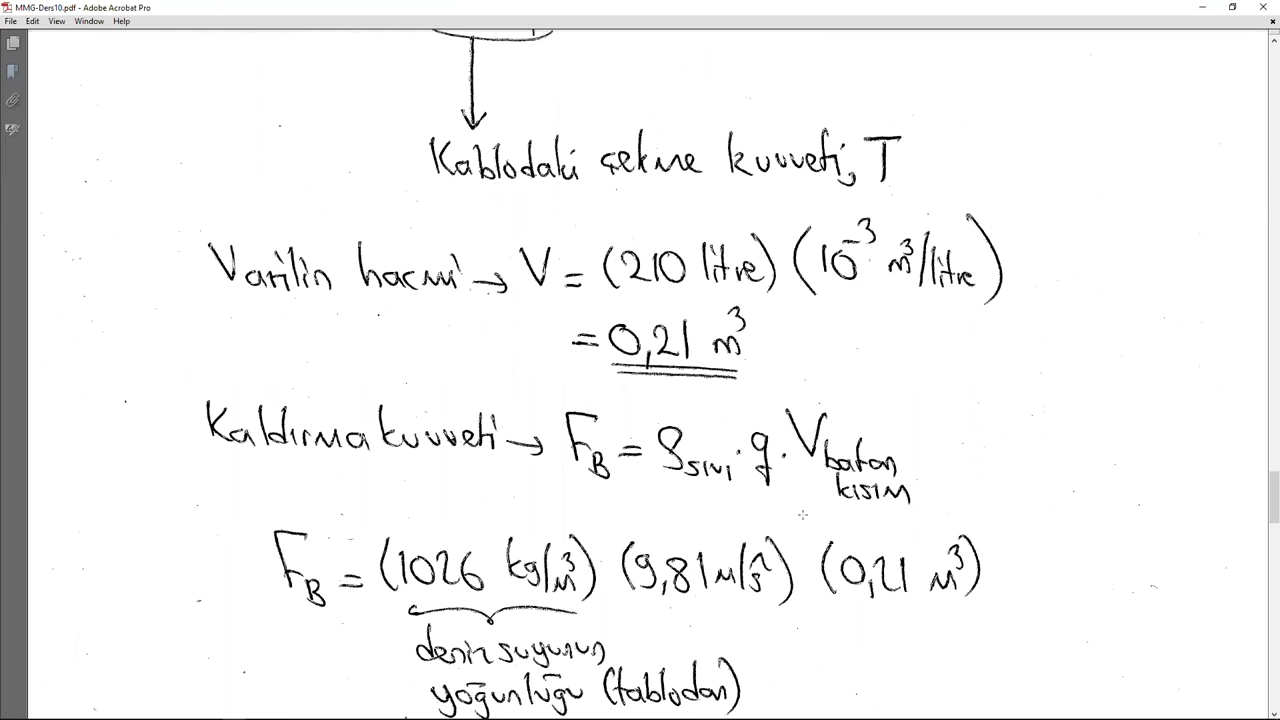 MMG-Ders10.pdf - Adobe Acrobat Pro
File Edit View Window Help
Kablodaki çekme kuvveti, T
Varilin hacmi → V = (210 litre) (10⁻³ m³/litre)
= 0,21 m³
Kaldırma kuvveti → F_B = ρ_sıvı . g . V_batan kısım
F_B = (1026 kg/m³) (9,81 m/s²) (0,21 m³)
deniz suyunun
yoğunluğu (tablodan)